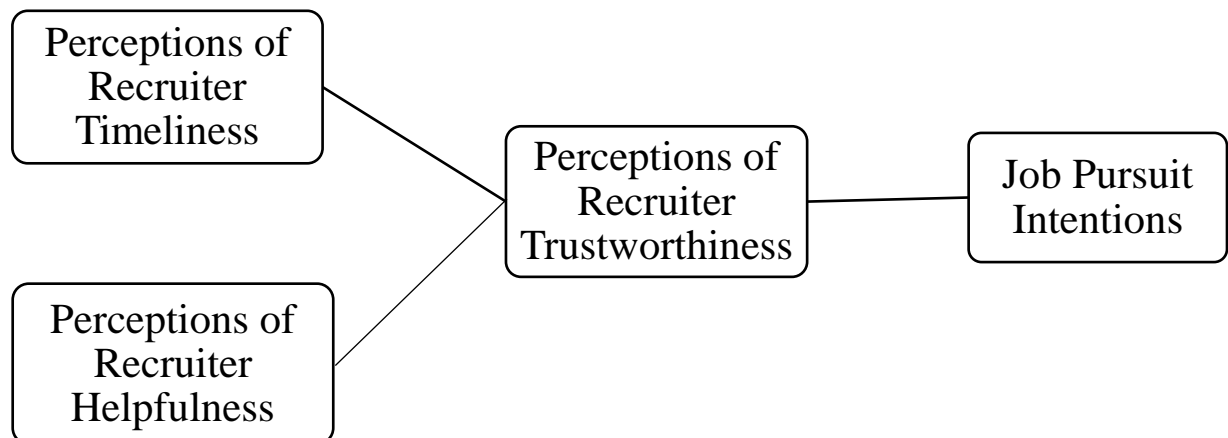 Perceptions of
Recruiter
Timeliness
Perceptions of
Recruiter
Helpfulness
Perceptions of
Recruiter
Trustworthiness
Job Pursuit
Intentions